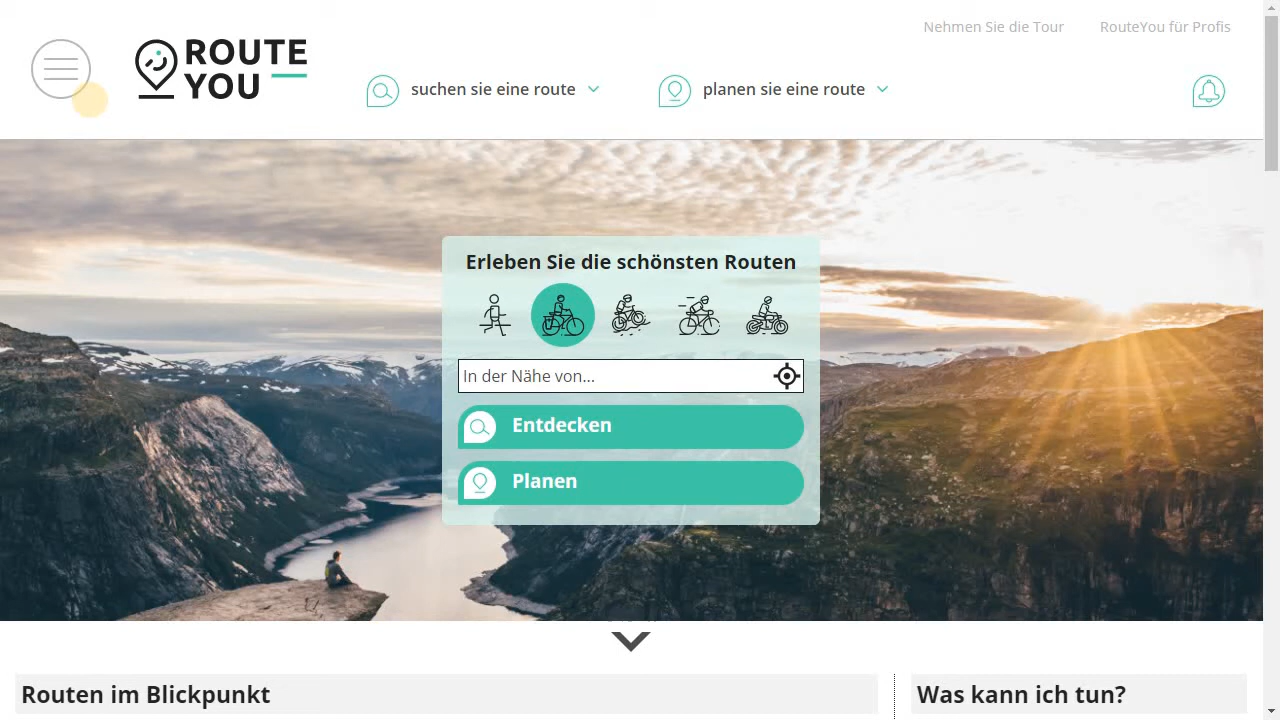 Nehmen Sie die Tour
RouteYou für Profis
ROUTE
YOU
suchen sie eine route
planen sie eine route
Erleben Sie die schönsten Routen
In der Nähe von...
Entdecken
Planen
Routen im Blickpunkt
Was kann ich tun?